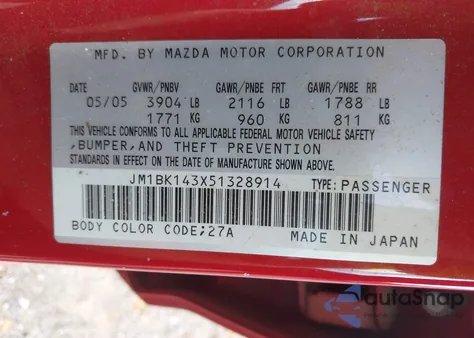 MFD. BY MAZDA MOTOR CORPORATION
DATE GVWR/PNBV GAWR/PNBE FRT GAWR/PNBE RR
05/05 3904 LB 2116 LB 1788 LB
1771 KG 960 KG 811 KG
THIS VEHICLE CONFORMS TO ALL APPLICABLE FEDERAL MOTOR VEHICLE SAFETY
,BUMPER,AND THEFT PREVENTION
STANDARDS IN EFFECT ON THE DATE OF MANUFACTURE SHOWN ABOVE.
JM1BK143X51328914 TYPE:PASSENGER
BODY COLOR CODE;27A MADE IN JAPAN
autoSnap